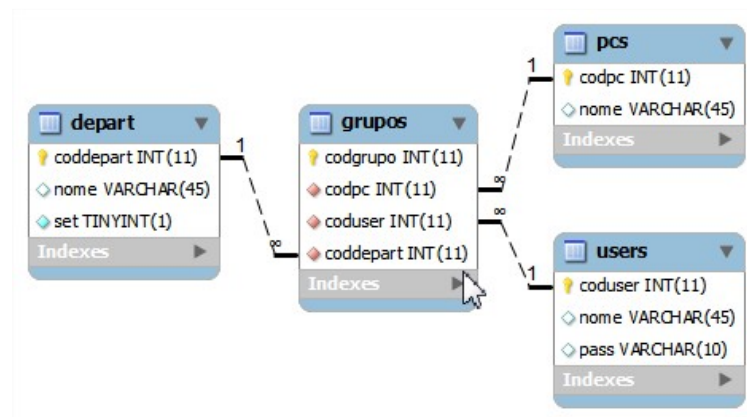 depart
coddepart INT(11)
nome VARCHAR(45)
set TINYINT(1)
Indexes
1
∞
grupos
codgrupo INT(11)
codpc INT(11)
coduser INT(11)
coddepart INT(11)
Indexes
1
∞
∞
1
pcs
codpc INT(11)
nome VARCHAR(45)
Indexes
users
coduser INT(11)
nome VARCHAR(45)
pass VARCHAR(10)
Indexes